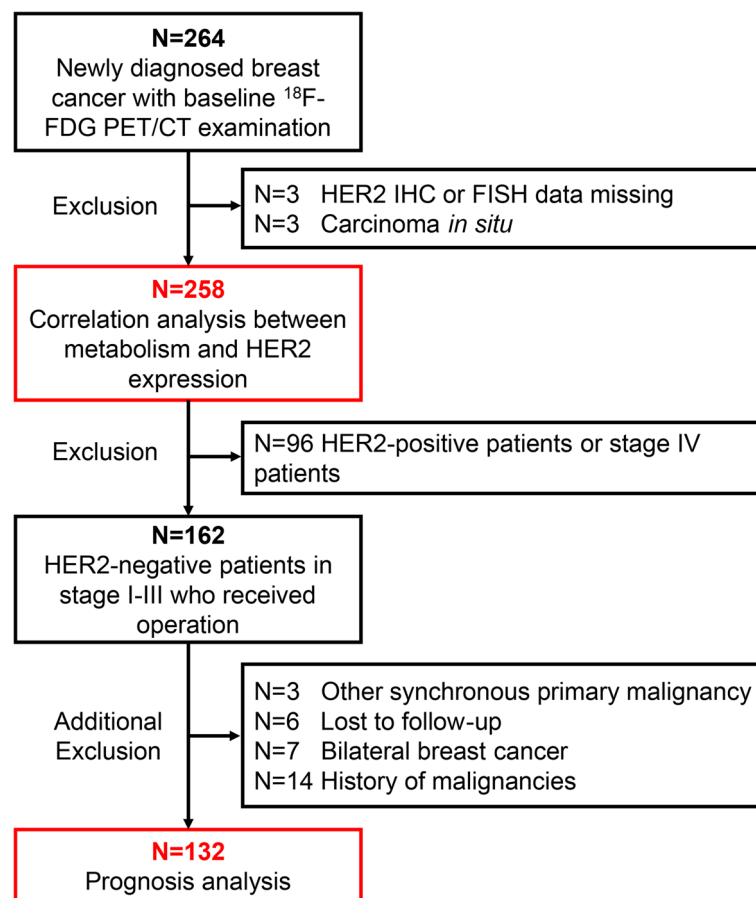 N=264
Newly diagnosed breast
cancer with baseline ¹⁸F-
FDG PET/CT examination
Exclusion
N=3 HER2 IHC or FISH data missing
N=3 Carcinoma in situ
N=258
Correlation analysis between
metabolism and HER2
expression
Exclusion
N=96 HER2-positive patients or stage IV
patients
N=162
HER2-negative patients in
stage I-III who received
operation
Additional
Exclusion
N=3 Other synchronous primary malignancy
N=6 Lost to follow-up
N=7 Bilateral breast cancer
N=14 History of malignancies
N=132
Prognosis analysis